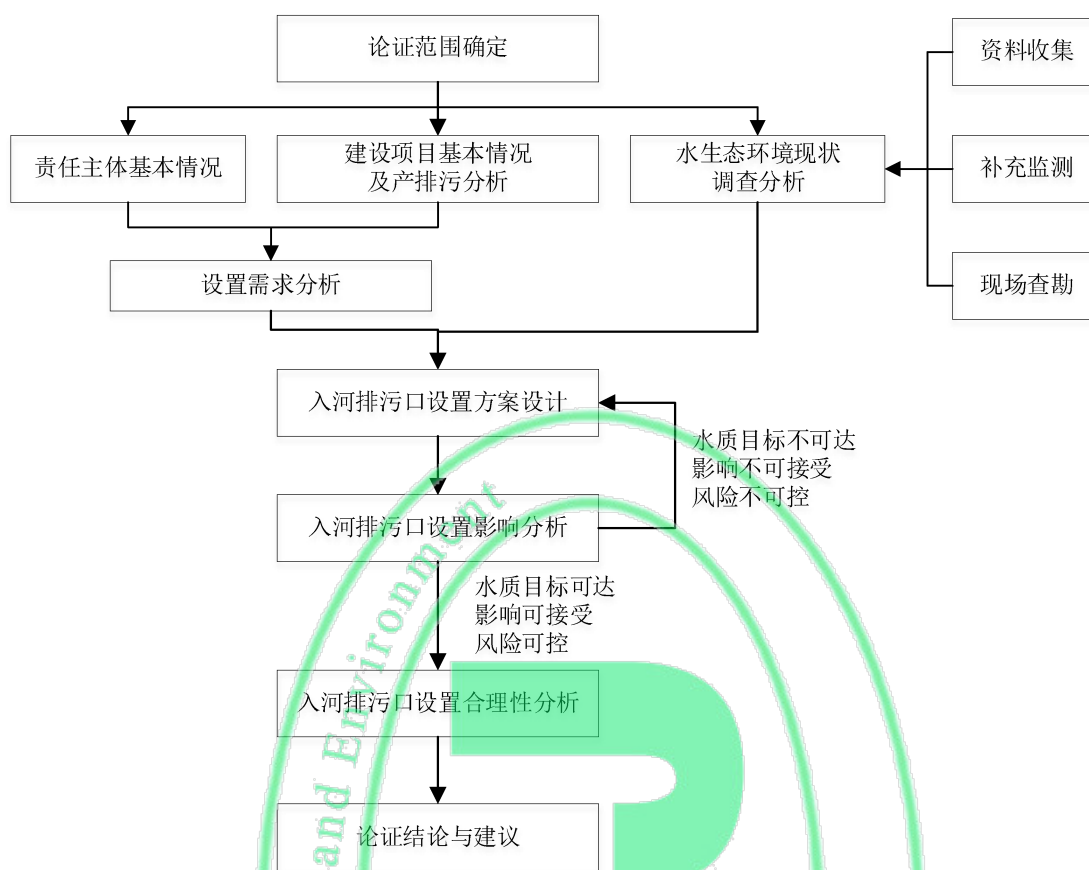 论证范围确定
资料收集
责任主体基本情况
建设项目基本情况
及产排污分析
水生态环境现状
调查分析
补充监测
设置需求分析
现场查勘
入河排污口设置方案设计
水质目标不可达
影响不可接受
风险不可控
入河排污口设置影响分析
水质目标可达
影响可接受
风险可控
入河排污口设置合理性分析
论证结论与建议
and Environment